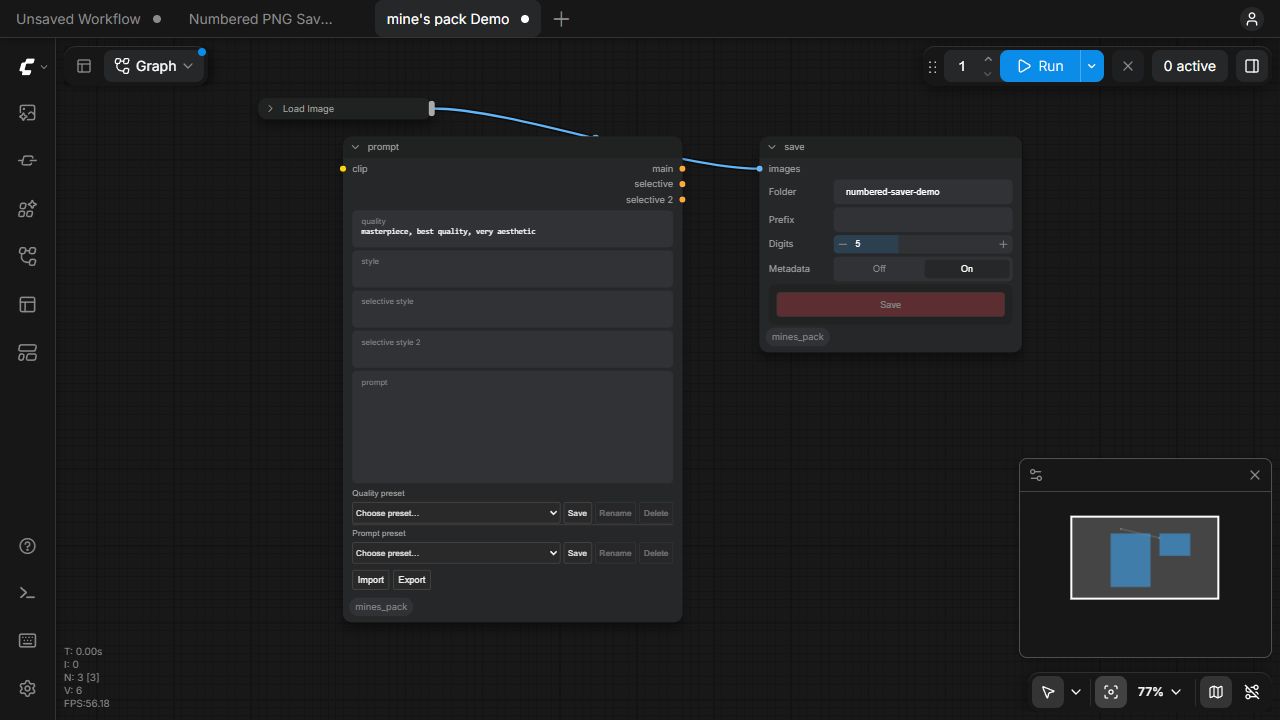 Unsaved Workflow
Numbered PNG Sav...
mine's pack Demo
Graph
1
Run
0 active
Load Image
prompt
clip
main
selective
selective 2
quality
masterpiece, best quality, very aesthetic
style
selective style
selective style 2
prompt
Quality preset
Choose preset...
Save
Rename
Delete
Prompt preset
Choose preset...
Save
Rename
Delete
Import
Export
mines_pack
save
images
Folder
numbered-saver-demo
Prefix
Digits
5
Metadata
Off
On
Save
mines_pack
T: 0.00s
I: 0
N: 3 [3]
V: 6
FPS:56.18
77%